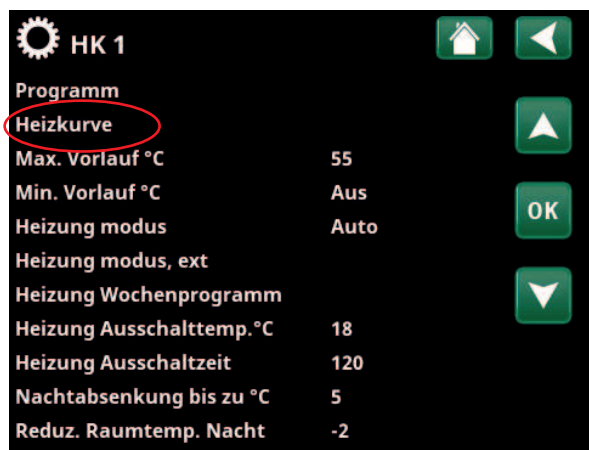 HK 1
Programm
Heizkurve
Max. Vorlauf °C 55
Min. Vorlauf °C Aus
Heizung modus Auto
OK
Heizung modus, ext
Heizung Wochenprogramm
Heizung Ausschalttemp.°C 18
Heizung Ausschaltzeit 120
Nachtabsenkung bis zu °C 5
Reduz. Raumtemp. Nacht -2